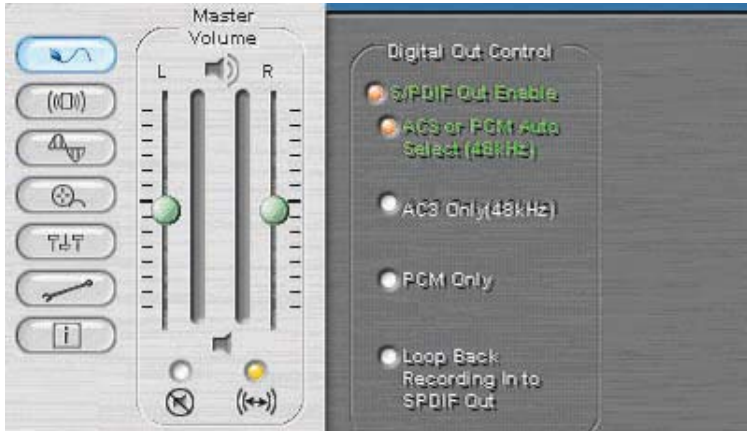 Master
Volume
L
R
Digital Out Control
S/PDIF Out Enable
AC3 or PCM Auto
Select (48kHz)
AC3 Only(48kHz)
PCM Only
Loop Back
Recording In to
SPDIF Out
i